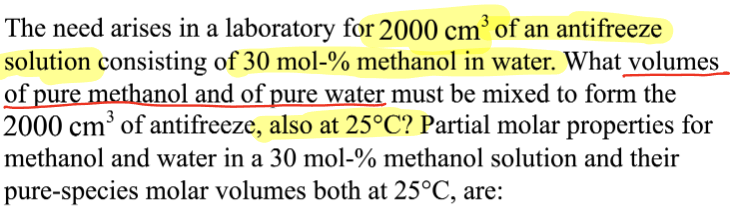 The need arises in a laboratory for 2000 cm³ of an antifreeze
solution consisting of 30 mol-% methanol in water. What volumes
of pure methanol and of pure water must be mixed to form the
2000 cm³ of antifreeze, also at 25°C? Partial molar properties for
methanol and water in a 30 mol-% methanol solution and their
pure-species molar volumes both at 25°C, are: